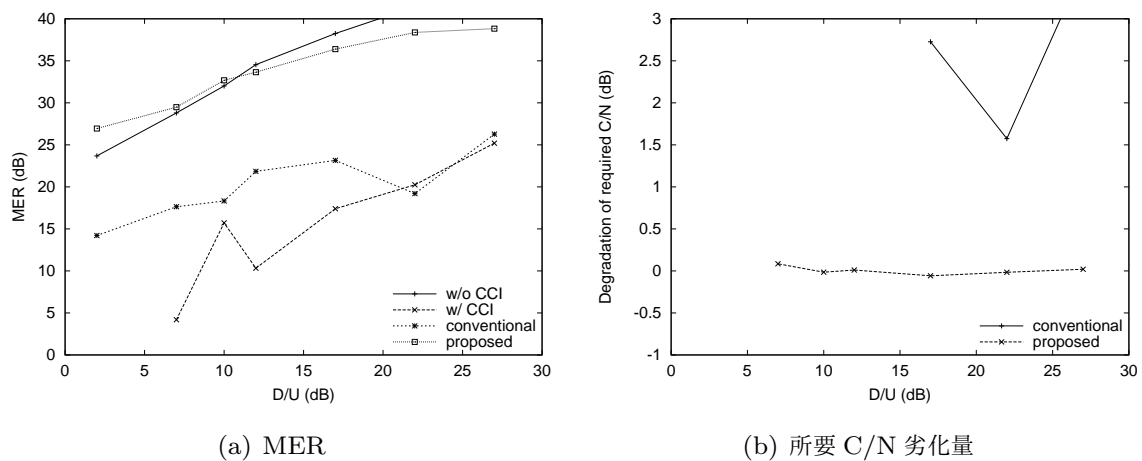 40
35
30
25
20
15
10
5
0
MER (dB)
w/o CCI
w/ CCI
conventional
proposed
0 5 10 15 20 25 30
D/U (dB)
(a) MER
3
2.5
2
1.5
1
0.5
0
-0.5
-1
Degradation of required C/N (dB)
conventional
proposed
0 5 10 15 20 25 30
D/U (dB)
(b) 所要 C/N 劣化量